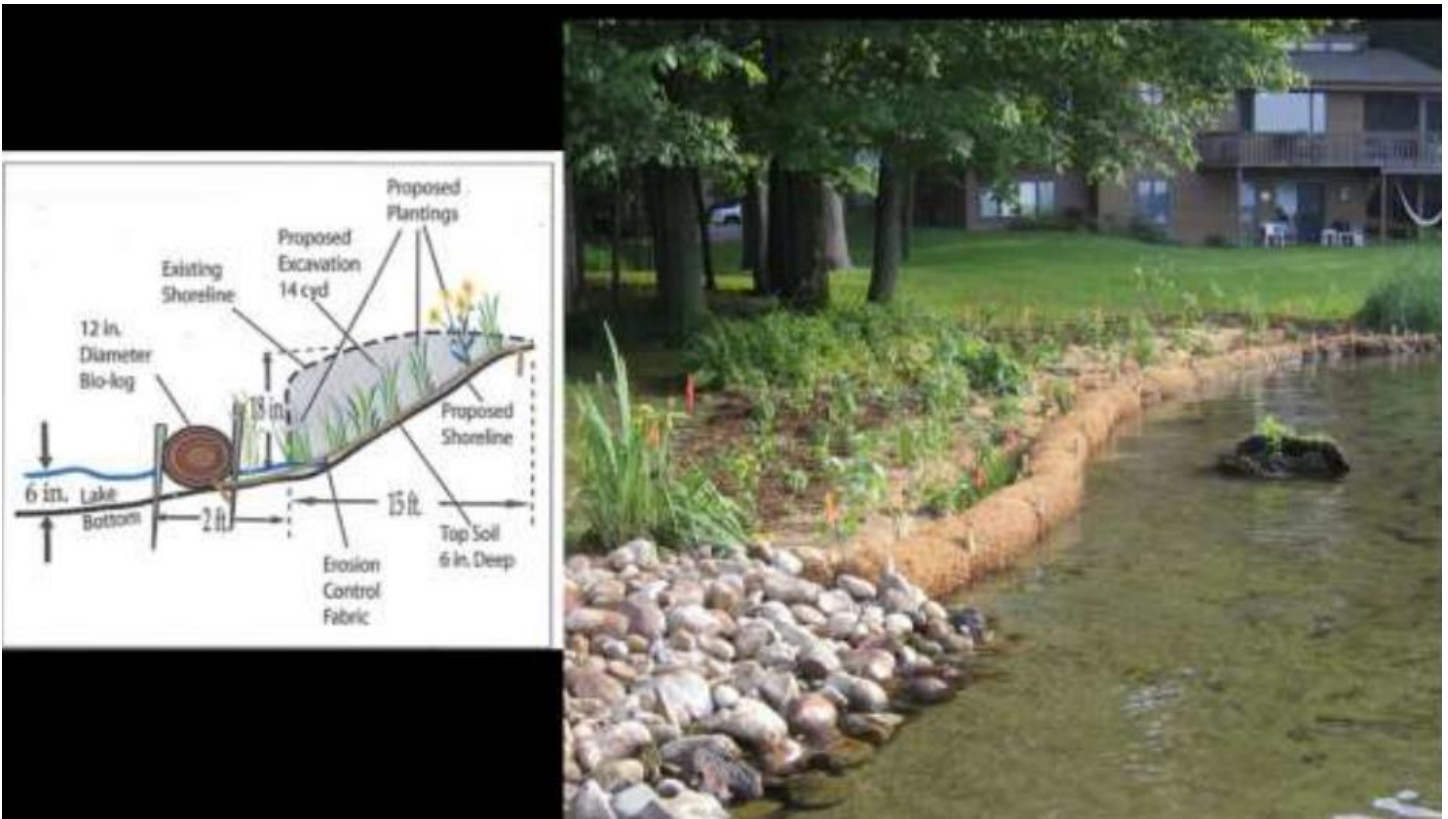 Proposed
Plantings
Proposed
Excavation
14 cyd
Existing
Shoreline
12 in.
Diameter
Bio-log
18 in.
Proposed
Shoreline
6 in.
Lake
Bottom
2 ft.
15 ft.
Top Soil
6 in. Deep
Erosion
Control
Fabric